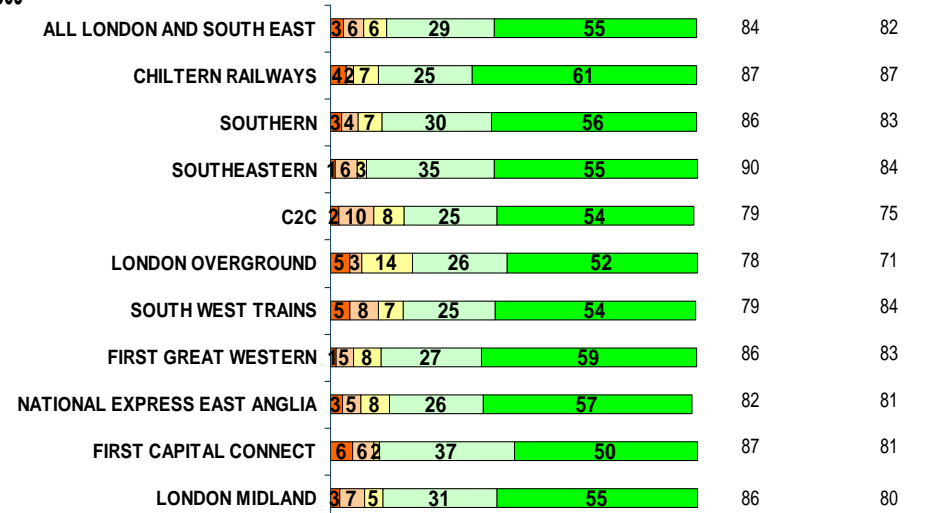 ALL LONDON AND SOUTH EAST 3 6 6 29 55 84 82
CHILTERN RAILWAYS 4 2 7 25 61 87 87
SOUTHERN 3 4 7 30 56 86 83
SOUTHEASTERN 1 6 3 35 55 90 84
C2C 2 10 8 25 54 79 75
LONDON OVERGROUND 5 3 14 26 52 78 71
SOUTH WEST TRAINS 5 8 7 25 54 79 84
FIRST GREAT WESTERN 1 5 8 27 59 86 83
NATIONAL EXPRESS EAST ANGLIA 3 5 8 26 57 82 81
FIRST CAPITAL CONNECT 6 6 2 37 50 87 81
LONDON MIDLAND 3 7 5 31 55 86 80